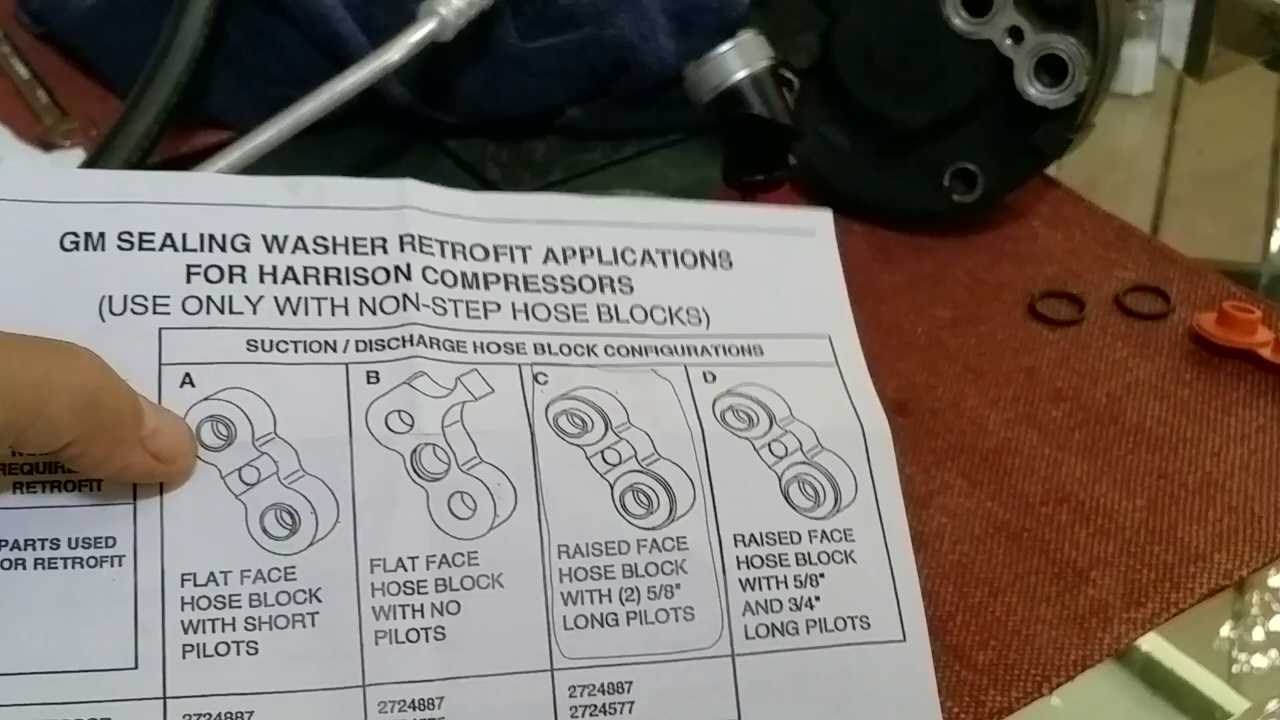 GM SEALING WASHER RETROFIT APPLICATIONS
FOR HARRISON COMPRESSORS
(USE ONLY WITH NON-STEP HOSE BLOCKS)
SUCTION / DISCHARGE HOSE BLOCK CONFIGURATIONS
A
FLAT FACE
HOSE BLOCK
WITH SHORT
PILOTS
B
FLAT FACE
HOSE BLOCK
WITH NO
PILOTS
C
RAISED FACE
HOSE BLOCK
WITH (2) 5/8"
LONG PILOTS
D
RAISED FACE
HOSE BLOCK
WITH 5/8"
AND 3/4"
LONG PILOTS
RETROFIT
PARTS USED
OR RETROFIT
2724887
2724887
2724887
2724577